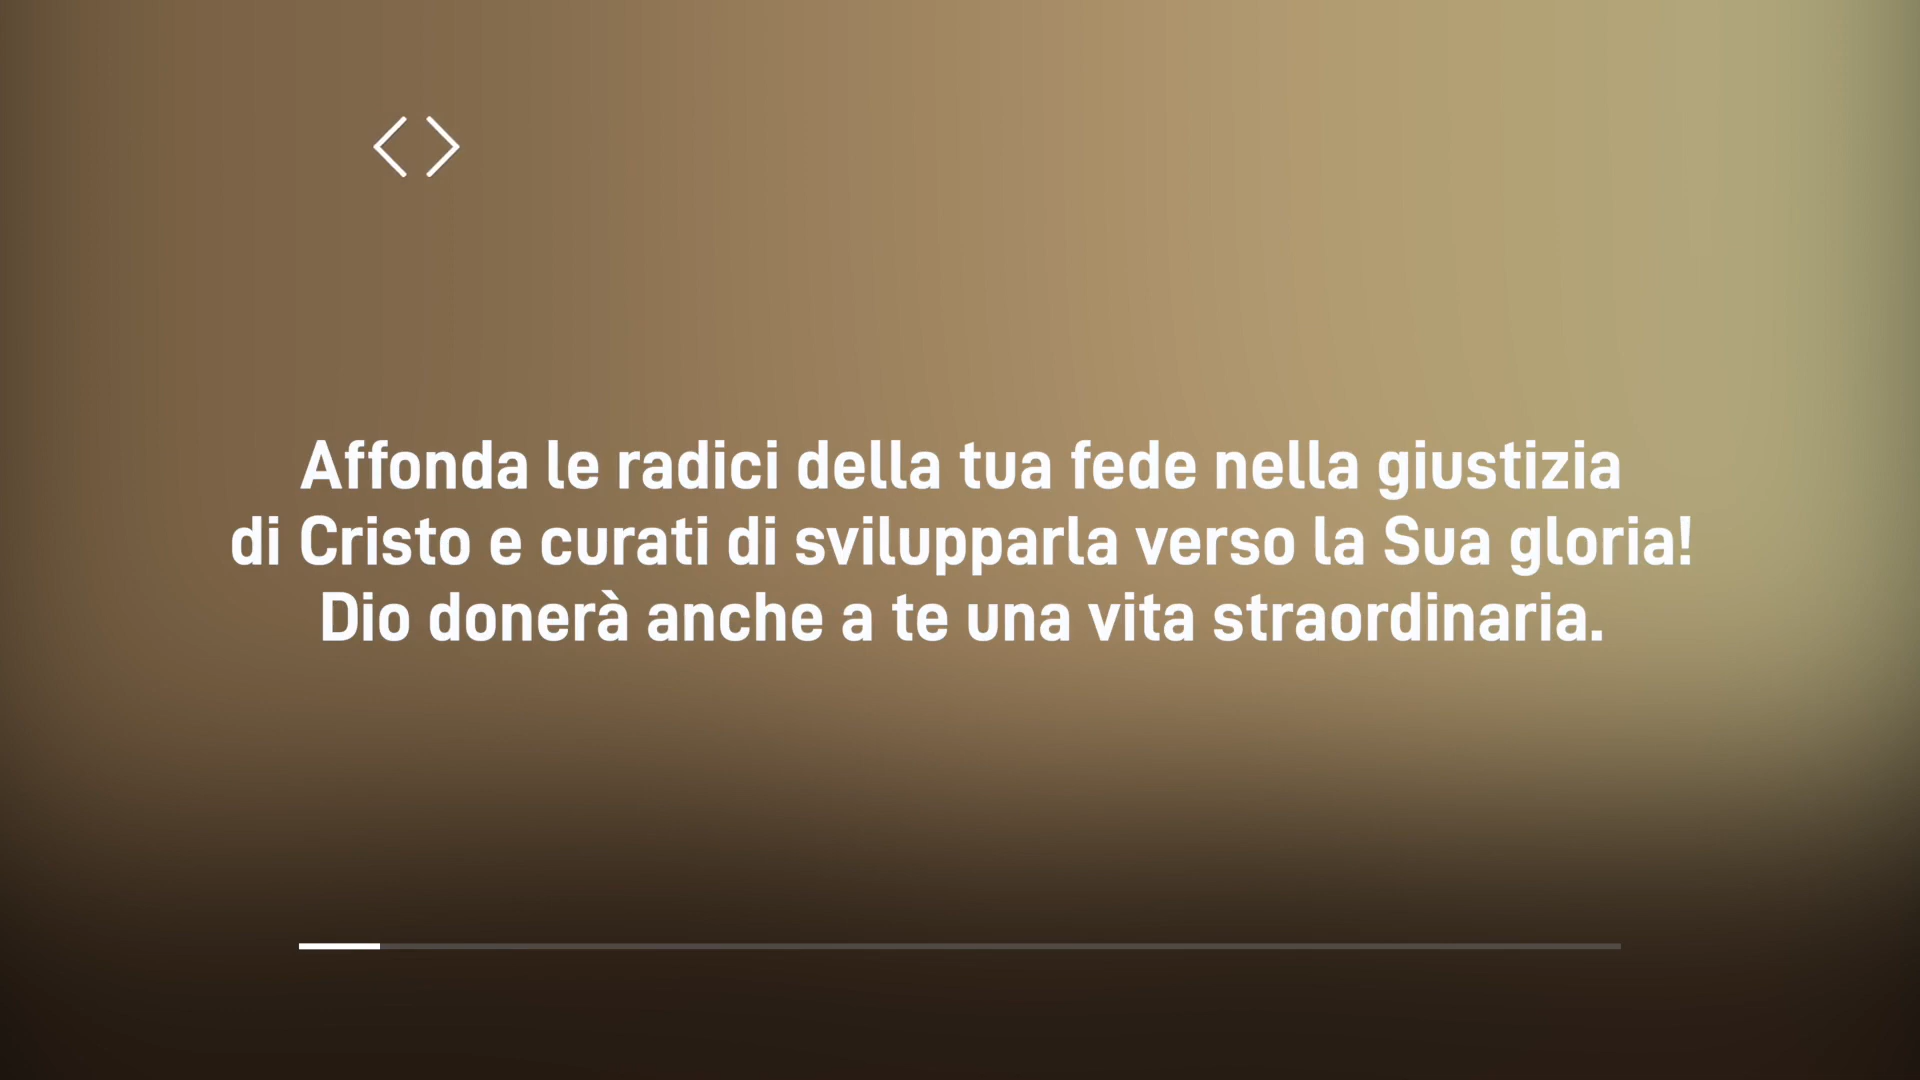 Affonda le radici della tua fede nella giustizia
di Cristo e curati di svilupparla verso la Sua gloria!
Dio donerà anche a te una vita straordinaria.